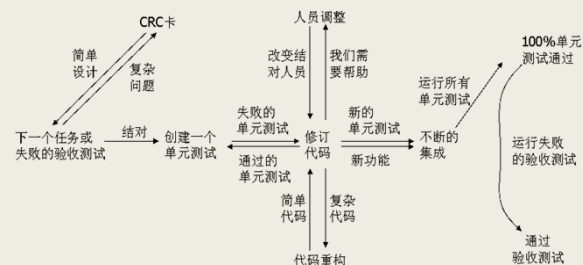 CRC卡
人员调整
简单
设计
复杂
问题
改变结
对人员
我们需
要帮助
100%单元
测试通过
运行所有
单元测试
下一个任务或
失败的验收测试
结对
创建一个
单元测试
失败的
单元测试
通过的
单元测试
修订
代码
新的
单元测试
新功能
不断的
集成
运行失败
的验收测试
简单
代码
复杂
代码
代码重构
通过
验收测试